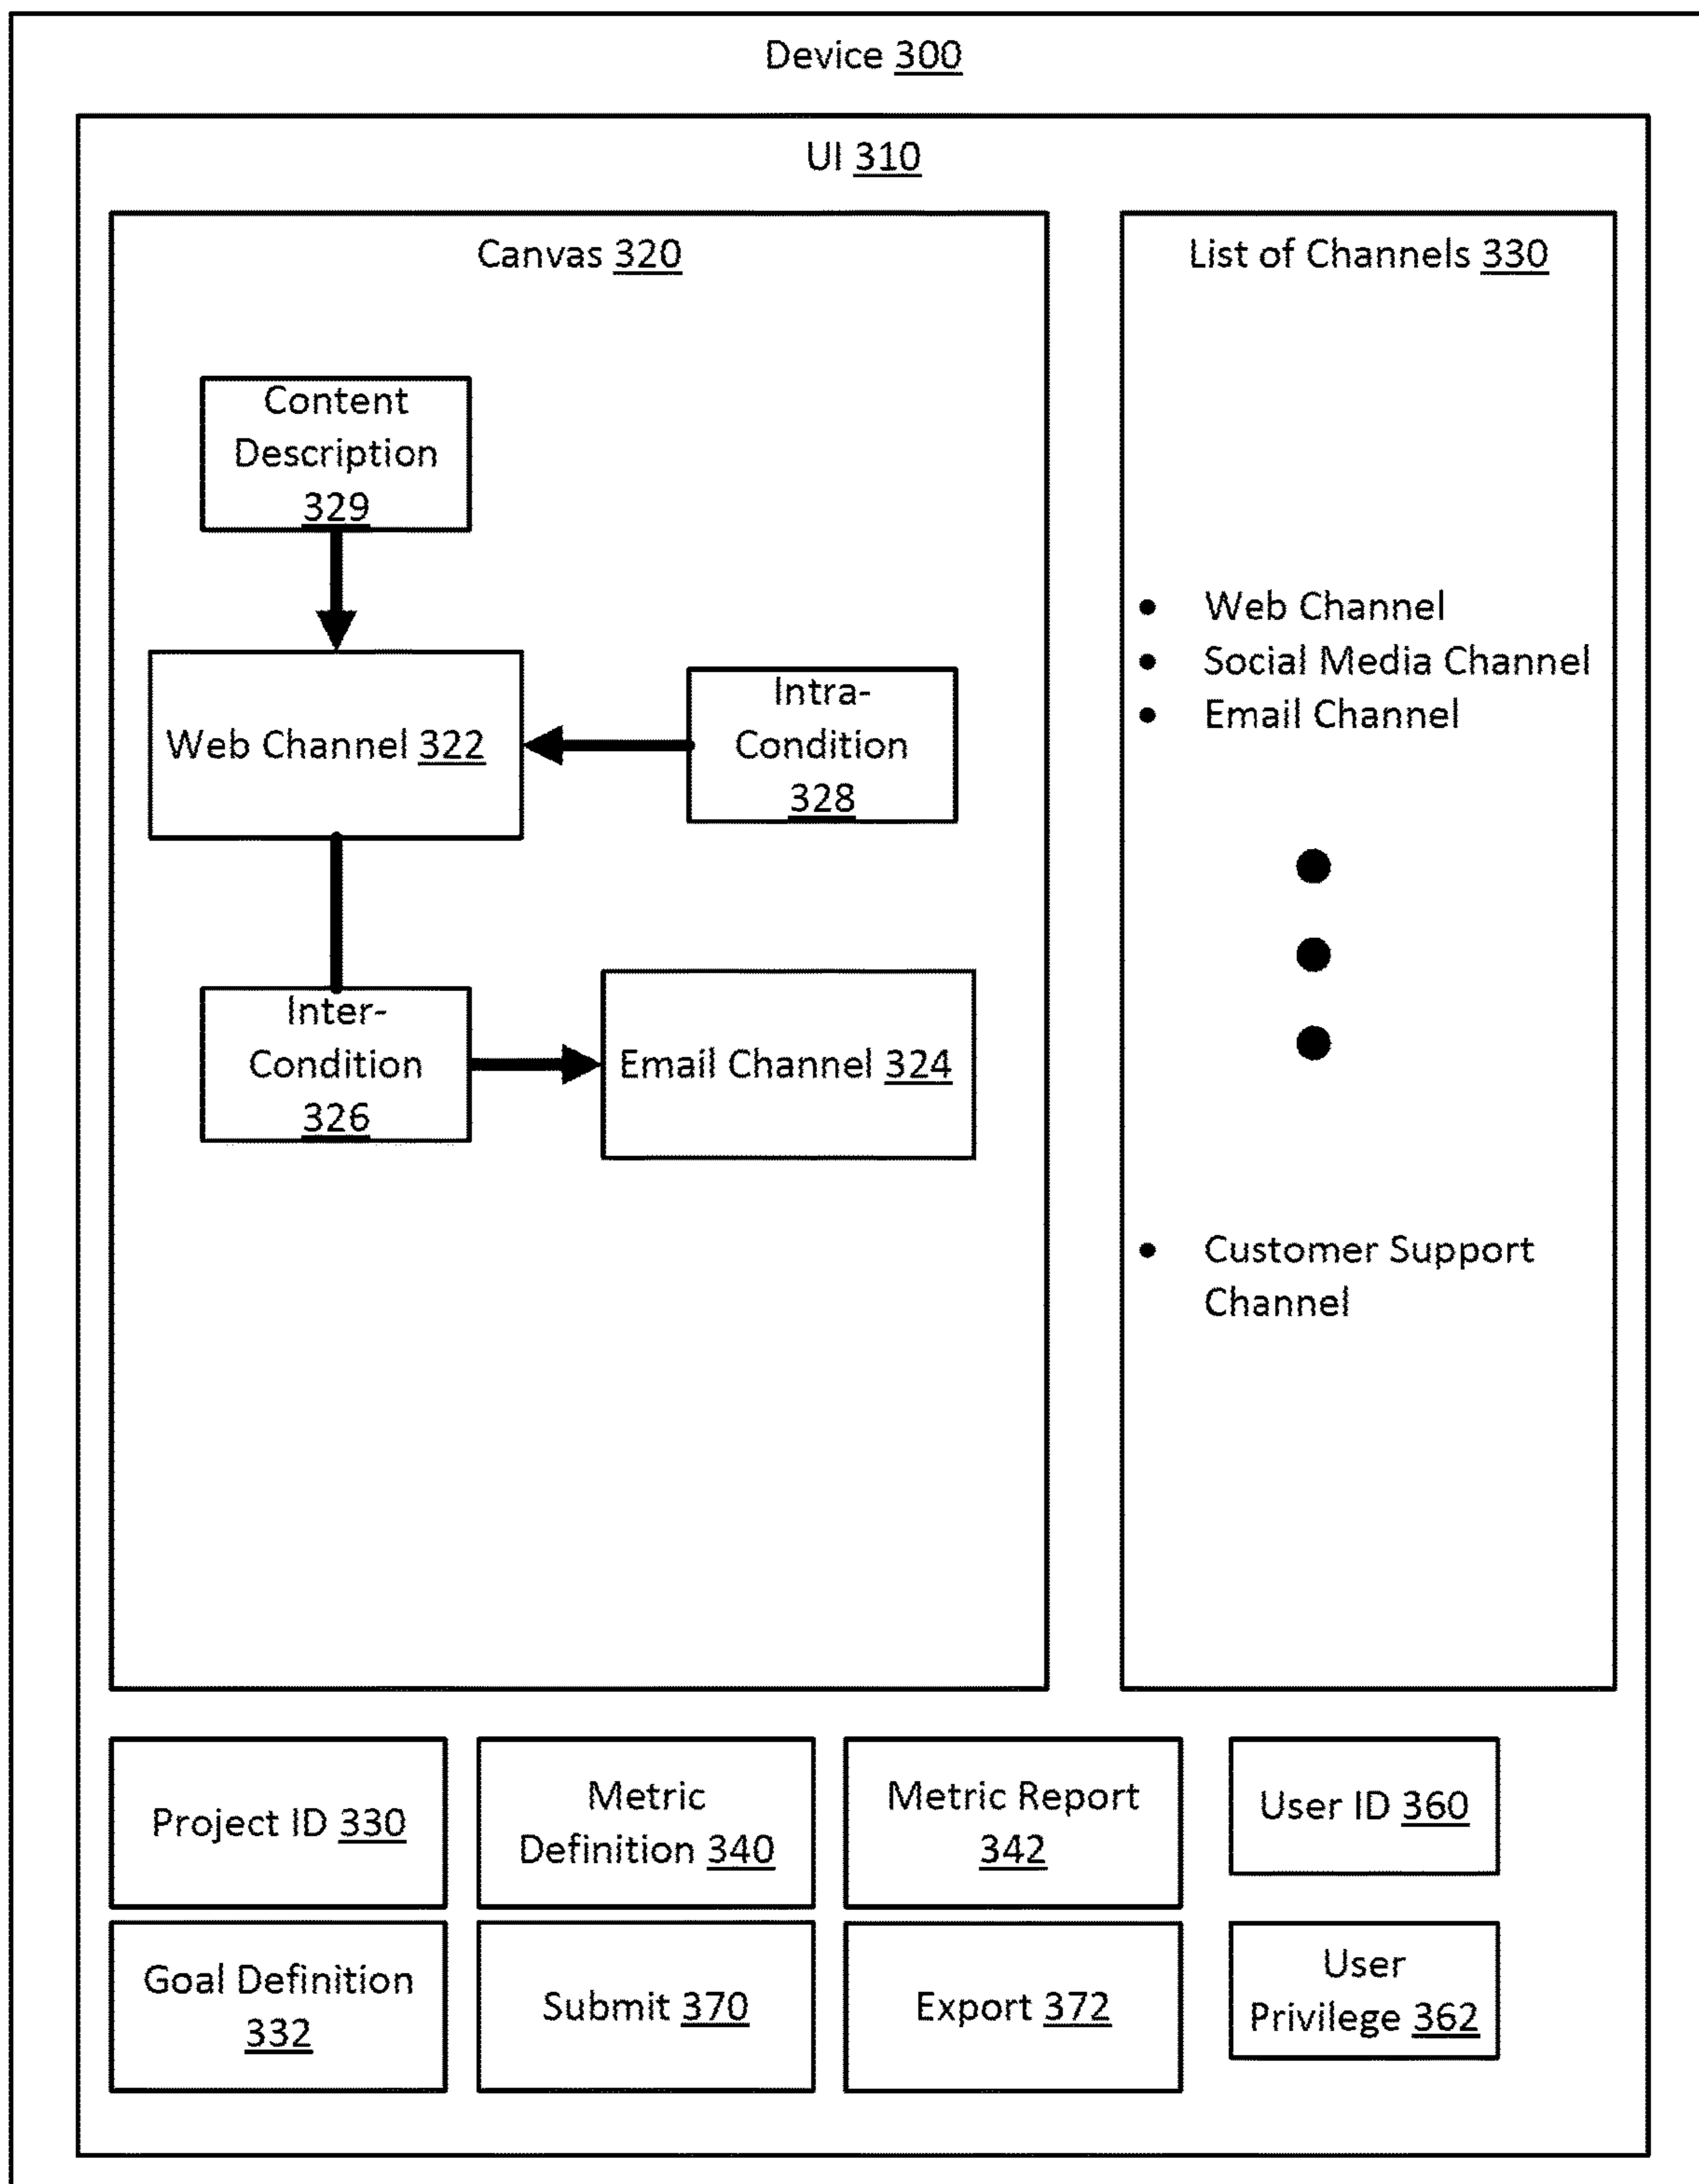 Device 300
UI 310
Canvas 320
Content
Description
329
Web Channel 322
Intra-
Condition
328
Inter-
Condition
326
Email Channel 324
List of Channels 330
• Web Channel
• Social Media Channel
• Email Channel
• Customer Support
Channel
Project ID 330
Metric
Definition 340
Metric Report
342
User ID 360
Goal Definition
332
Submit 370
Export 372
User
Privilege 362